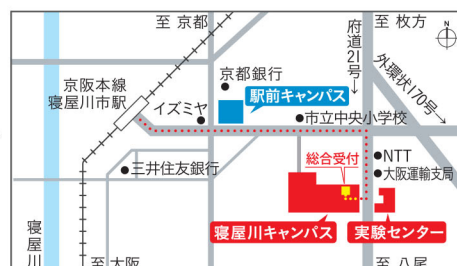 至 京都
至 枚方
府道21号
外環状170号
京阪本線
寝屋川市駅
京都銀行
駅前キャンパス
イズミヤ
市立中央小学校
三井住友銀行
総合受付
NTT
大阪運輸支局
寝屋川キャンパス
実験センター
寝屋川
至 大阪
至 八尾